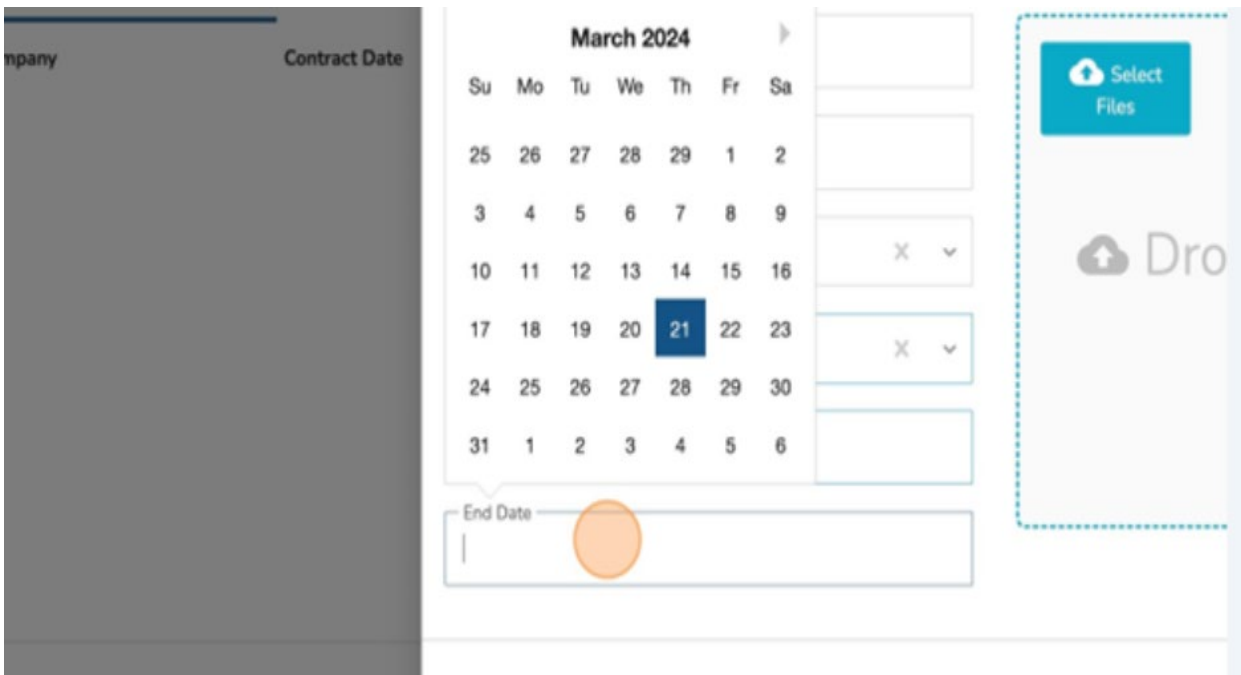 Contract Date
March 2024
Su Mo Tu We Th Fr Sa
25 26 27 28 29 1 2
3 4 5 6 7 8 9
10 11 12 13 14 15 16
17 18 19 20 21 22 23
24 25 26 27 28 29 30
31 1 2 3 4 5 6
End Date
Select
Files
Dro